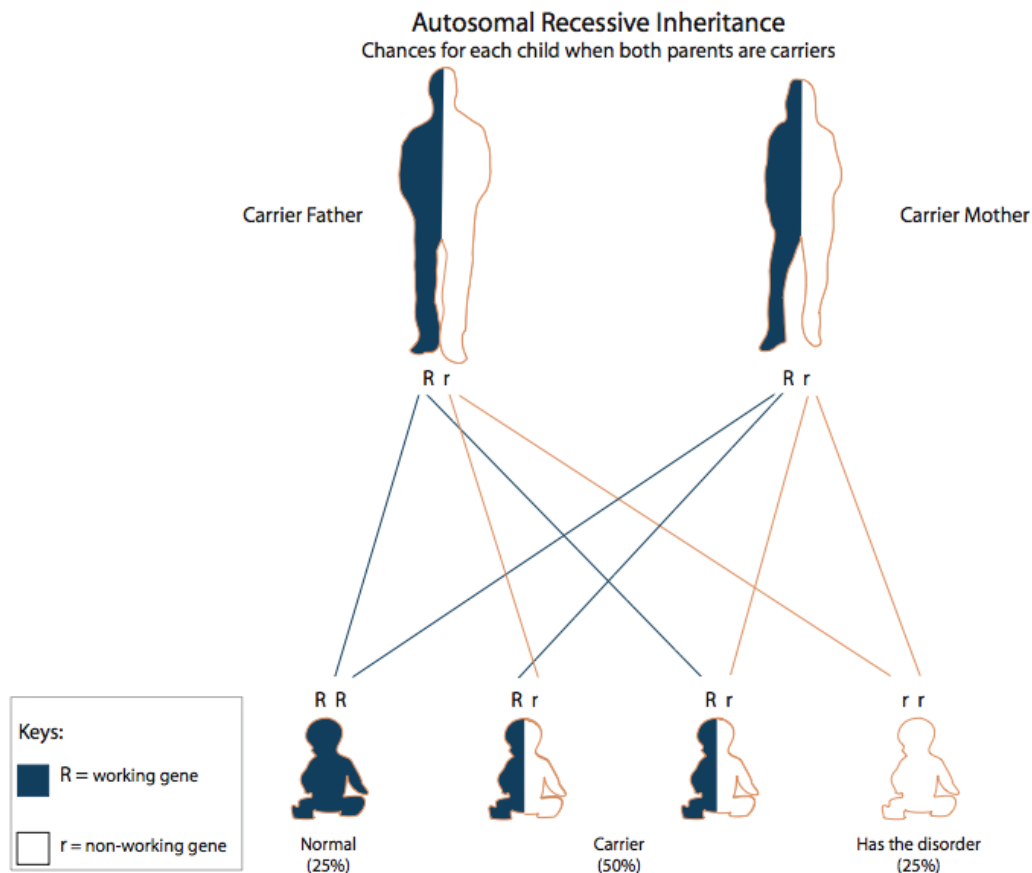 Autosomal Recessive Inheritance
Chances for each child when both parents are carriers
Carrier Father
Carrier Mother
R r
R r
R R
R r
R r
r r
Keys:
R = working gene
r = non-working gene
Normal
(25%)
Carrier
(50%)
Has the disorder
(25%)